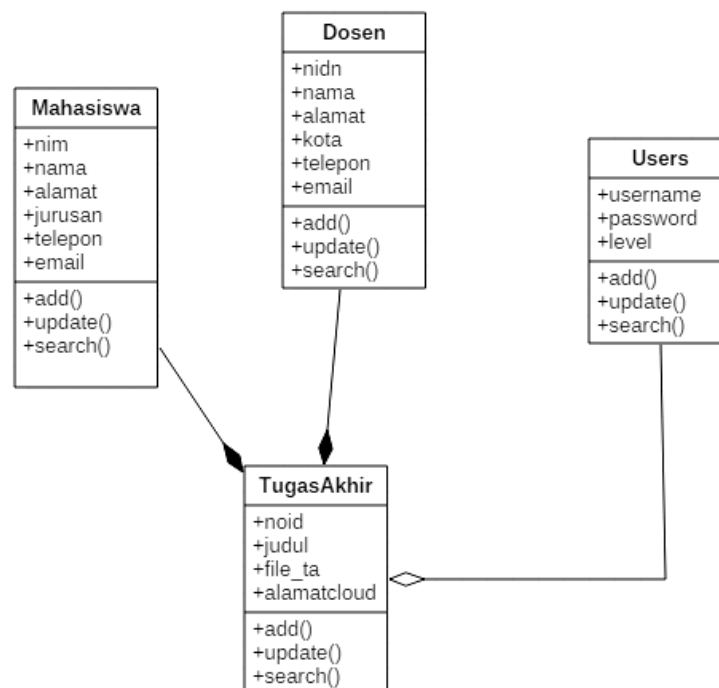 Mahasiswa
+nim
+nama
+alamat
+jurusan
+telepon
+email
+add()
+update()
+search()
Dosen
+nidn
+nama
+alamat
+kota
+telepon
+email
+add()
+update()
+search()
Users
+username
+password
+level
+add()
+update()
+search()
TugasAkhir
+noid
+judul
+file_ta
+alamatcloud
+add()
+update()
+search()